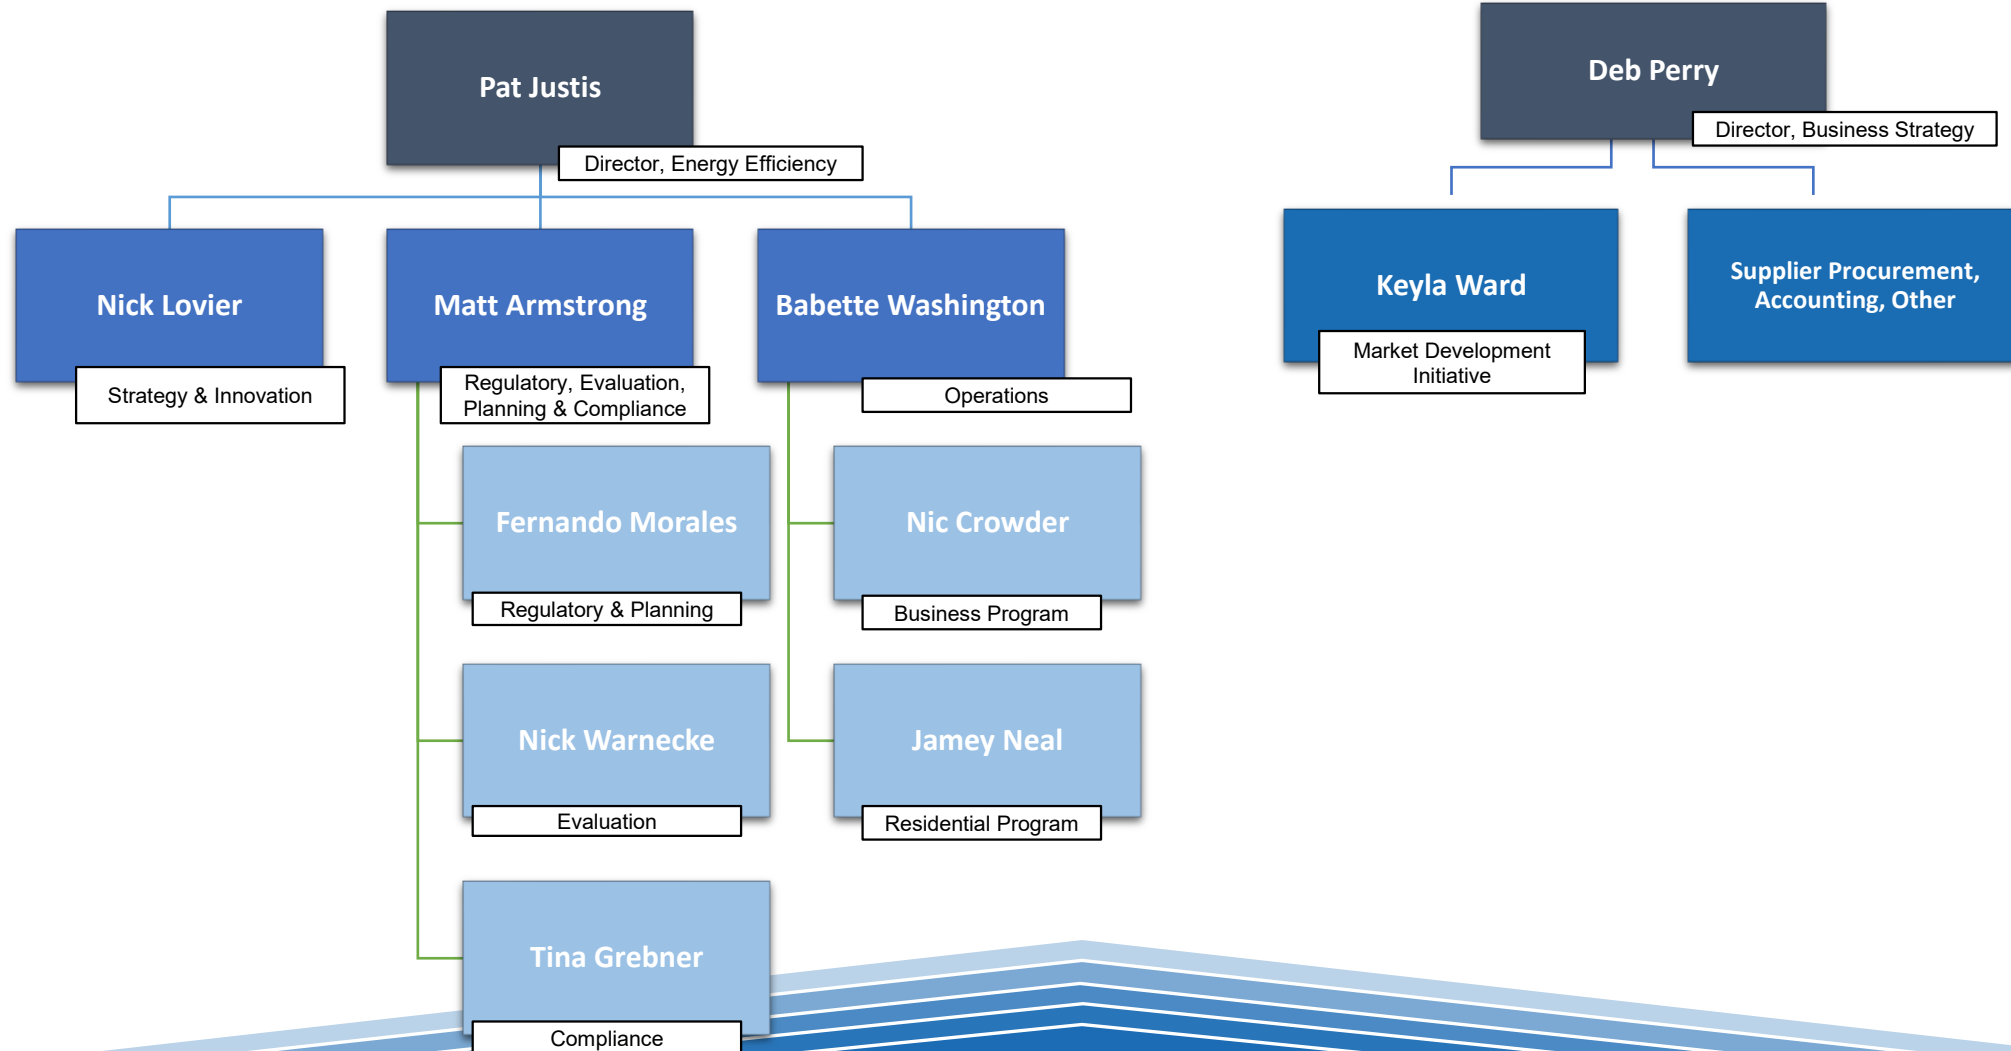 Pat Justis
Director, Energy Efficiency
Nick Lovier
Strategy & Innovation
Matt Armstrong
Regulatory, Evaluation,
Planning & Compliance
Babette Washington
Operations
Fernando Morales
Regulatory & Planning
Nick Warnecke
Evaluation
Tina Grebner
Compliance
Nic Crowder
Business Program
Jamey Neal
Residential Program
Deb Perry
Director, Business Strategy
Keyla Ward
Market Development
Initiative
Supplier Procurement,
Accounting, Other